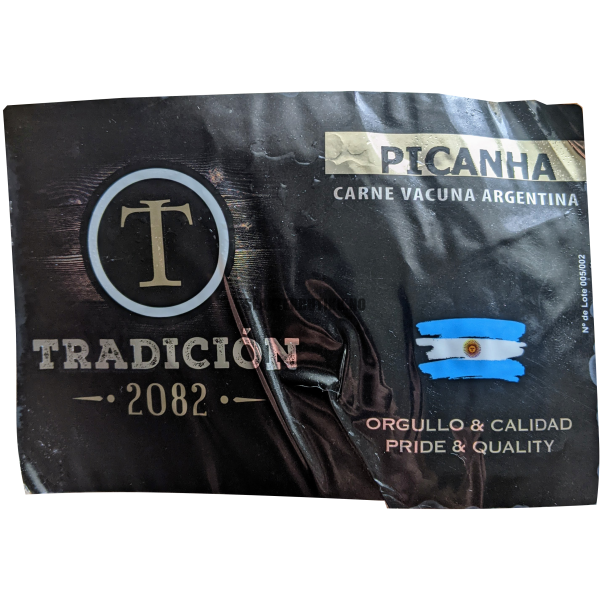 T
TRADICIÓN
· 2082 ·
PICANHA
CARNE VACUNA ARGENTINA
Nº de Lote 005/002
ORGULLO & CALIDAD
PRIDE & QUALITY